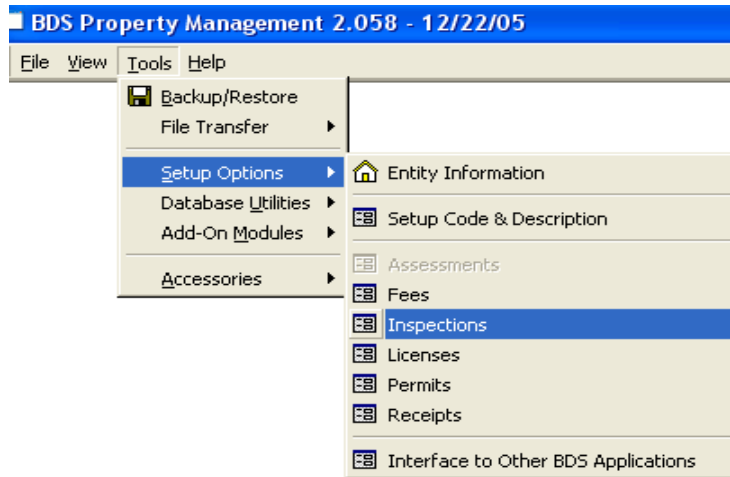 BDS Property Management 2.058 - 12/22/05
File View Tools Help
Backup/Restore
File Transfer
Setup Options
Database Utilities
Add-On Modules
Accessories
Entity Information
Setup Code & Description
Assessments
Fees
Inspections
Licenses
Permits
Receipts
Interface to Other BDS Applications